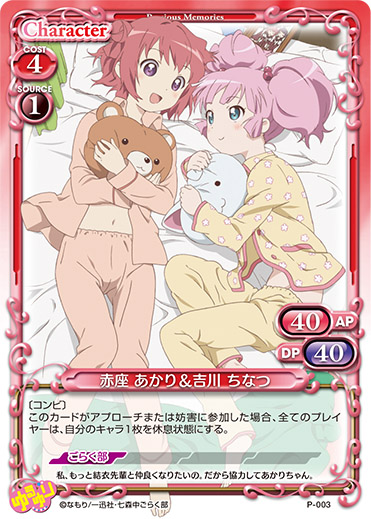 Precious Memories
Character
COST
4
SOURCE
1
40 AP
DP 40
赤座 あかり&吉川 ちなつ
［コンビ］
このカードがアプローチまたは妨害に参加した場合、全てのプレイ
ヤーは、自分のキャラ1枚を休息状態にする。
ごらく部
私、もっと結衣先輩と仲良くなりたいの。だから協力してあかりちゃん。
ゆるゆり
©なもり/一迅社・七森中ごらく部
P-003